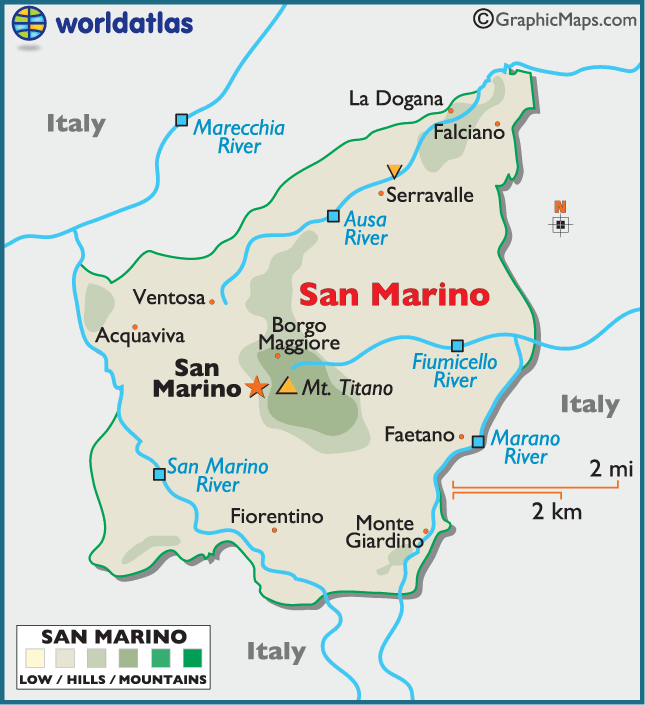 worldatlas
©GraphicMaps.com
La Dogana
Italy
Marecchia
River
Falciano
Serravalle
Ausa
River
N
San Marino
Ventosa
Acquaviva
Borgo
Maggiore
San
Marino
Mt. Titano
Fiumicello
River
Italy
Faetano
Marano
River
San Marino
River
2 mi
2 km
Fiorentino
Monte
Giardino
Italy
SAN MARINO
LOW / HILLS / MOUNTAINS